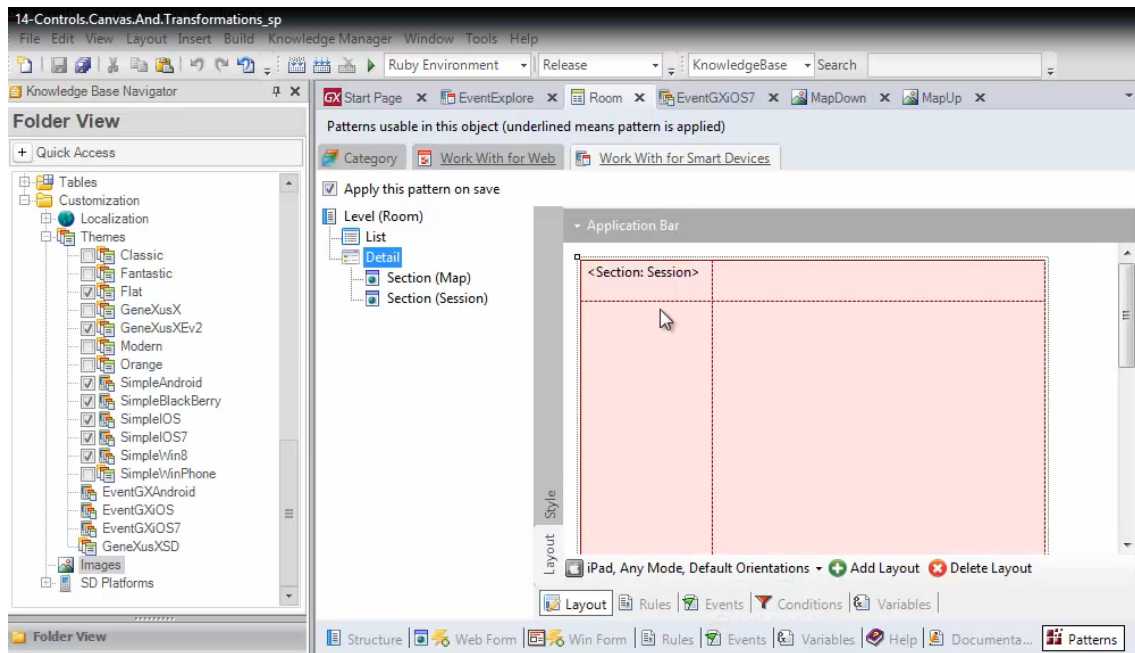 14-Controls.Canvas.And.Transformations_sp
File Edit View Layout Insert Build Knowledge Manager Window Tools Help
Ruby Environment Release KnowledgeBase Search
Knowledge Base Navigator
GX Start Page EventExplore Room EventGXiOS7 MapDown MapUp
Folder View
Patterns usable in this object (underlined means pattern is applied)
Quick Access
Category Work With for Web Work With for Smart Devices
Apply this pattern on save
Tables
Customization
Localization
Themes
Classic
Fantastic
Flat
GeneXusX
GeneXusXEv2
Modern
Orange
SimpleAndroid
SimpleBlackBerry
SimpleIOS
SimpleIOS7
SimpleWin8
SimpleWinPhone
EventGXAndroid
EventGXiOS
EventGXiOS7
GeneXusXSD
Images
SD Platforms
Folder View
Level (Room)
List
Detail
Section (Map)
Section (Session)
Application Bar
<Section: Session>
Style
Layout
iPad, Any Mode, Default Orientations Add Layout Delete Layout
Layout Rules Events Conditions Variables
Structure Web Form Win Form Rules Events Variables Help Documenta... Patterns